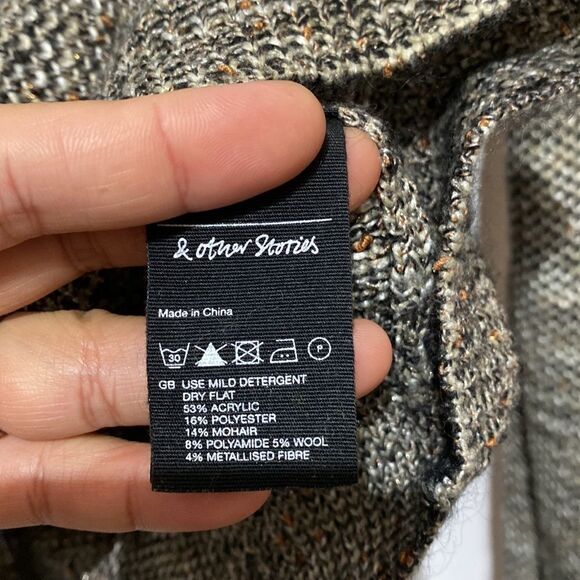 & other Stories
Made in China
30 P
GB USE MILD DETERGENT
DRY FLAT
53% ACRYLIC
16% POLYESTER
14% MOHAIR
8% POLYAMIDE 5% WOOL
4% METALLISED FIBRE